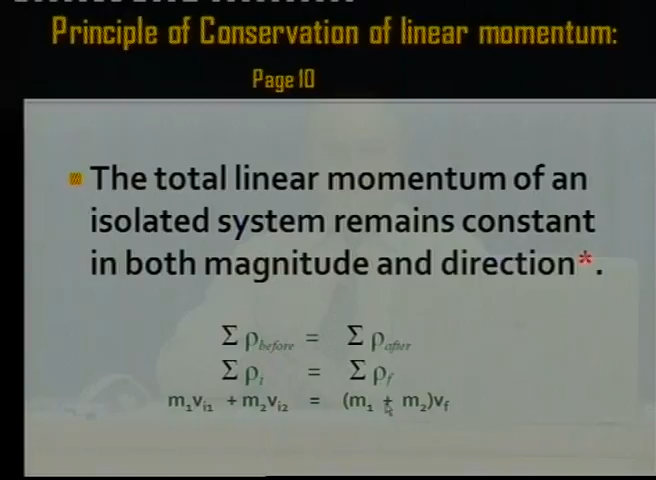 Principle of Conservation of linear momentum:
Page 10
The total linear momentum of an
isolated system remains constant
in both magnitude and direction*.
Σ ρbefore = Σ ρafter
Σ ρi = Σ ρf
m₁vi1 + m₂vi2 = (m₁ + m₂)vf